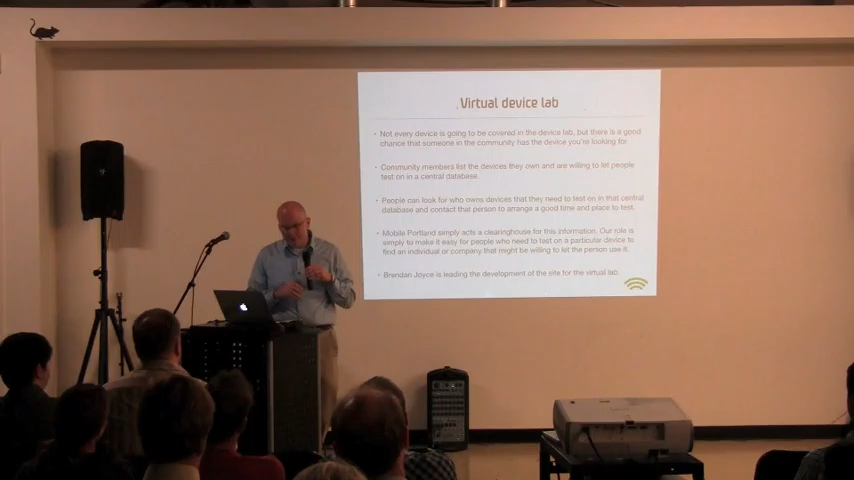 Virtual device lab
• Not every device is going to be covered in the device lab, but there is a good
chance that someone in the community has the device you're looking for.
• Community members list the devices they own and are willing to let people
test on in a central database.
• People can look for who owns devices that they need to test on in that central
database and contact that person to arrange a good time and place to test.
• Mobile Portland simply acts a clearinghouse for this information. Our role is
simply to make it easy for people who need to test on a particular device to
find an individual or company that might be willing to let the person use it.
• Brendan Joyce is leading the development of the site for the virtual lab.